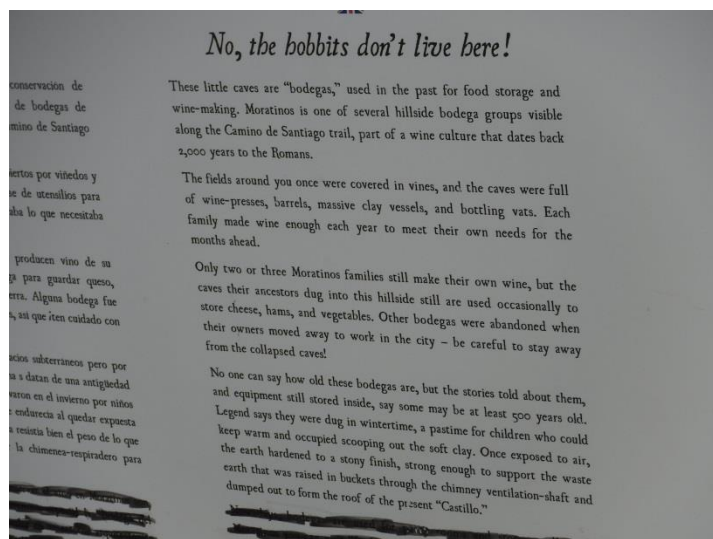 No, the hobbits don't live here!
conservación de
de bodegas de
mino de Santiago
ertos por viñedos y
se de utensilios para
aba lo que necesitaba
producen vino de su
ga para guardar queso,
erra. Alguna bodega fue
s, asi que ¡ten cuidado con
acios subterraneos pero por
na s datan de una antigüedad
varon en el invierno por niños
e endurecia al quedar expuesta
a resistia bien el peso de lo que
la chimenea-respiradero para
These little caves are “bodegas,” used in the past for food storage and
wine-making. Moratinos is one of several hillside bodega groups visible
along the Camino de Santiago trail, part of a wine culture that dates back
2,000 years to the Romans.
The fields around you once were covered in vines, and the caves were full
of wine-presses, barrels, massive clay vessels, and bottling vats. Each
family made wine enough each year to meet their own needs for the
months ahead.
Only two or three Moratinos families still make their own wine, but the
caves their ancestors dug into this hillside still are used occasionally to
store cheese, hams, and vegetables. Other bodegas were abandoned when
their owners moved away to work in the city – be careful to stay away
from the collapsed caves!
No one can say how old these bodegas are, but the stories told about them,
and equipment still stored inside, say some may be at least 500 years old.
Legend says they were dug in wintertime, a pastime for children who could
keep warm and occupied scooping out the soft clay. Once exposed to air,
the earth hardened to a stony finish, strong enough to support the waste
earth that was raised in buckets through the chimney ventilation-shaft and
dumped out to form the roof of the present “Castillo.”